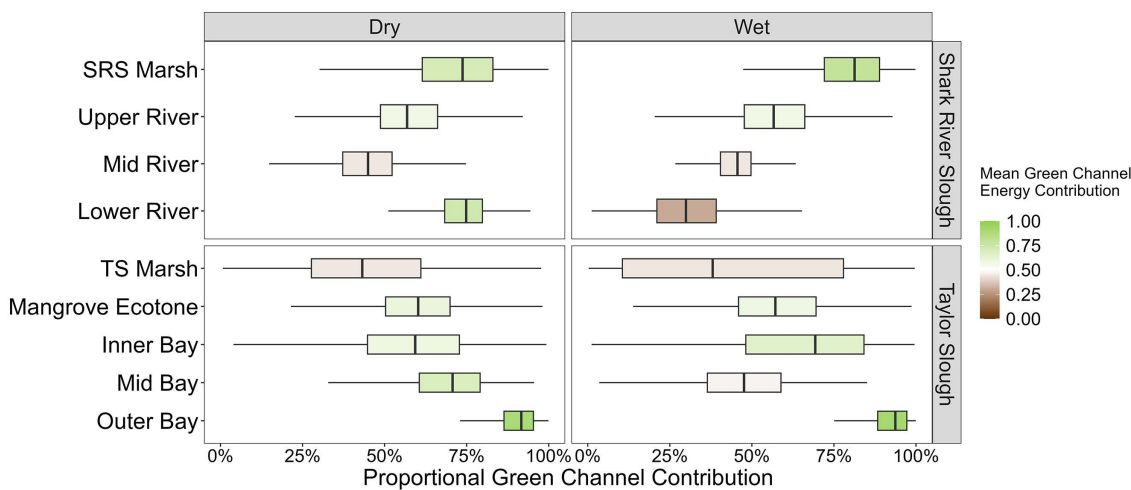 Dry
Wet
SRS Marsh
Upper River
Mid River
Lower River
Shark River Slough
TS Marsh
Mangrove Ecotone
Inner Bay
Mid Bay
Outer Bay
Taylor Slough
0% 25% 50% 75% 100%
0% 25% 50% 75% 100%
Proportional Green Channel Contribution
Mean Green Channel
Energy Contribution
1.00
0.75
0.50
0.25
0.00